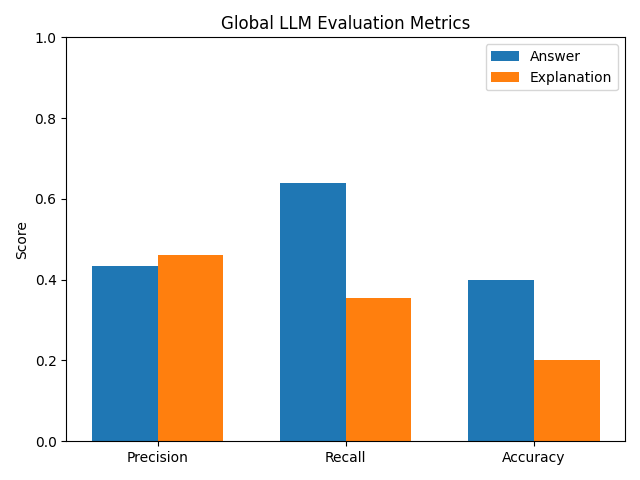 Global LLM Evaluation Metrics
1.0
Answer
Explanation
0.8
0.6
Score
0.4
0.2
0.0
Precision Recall Accuracy